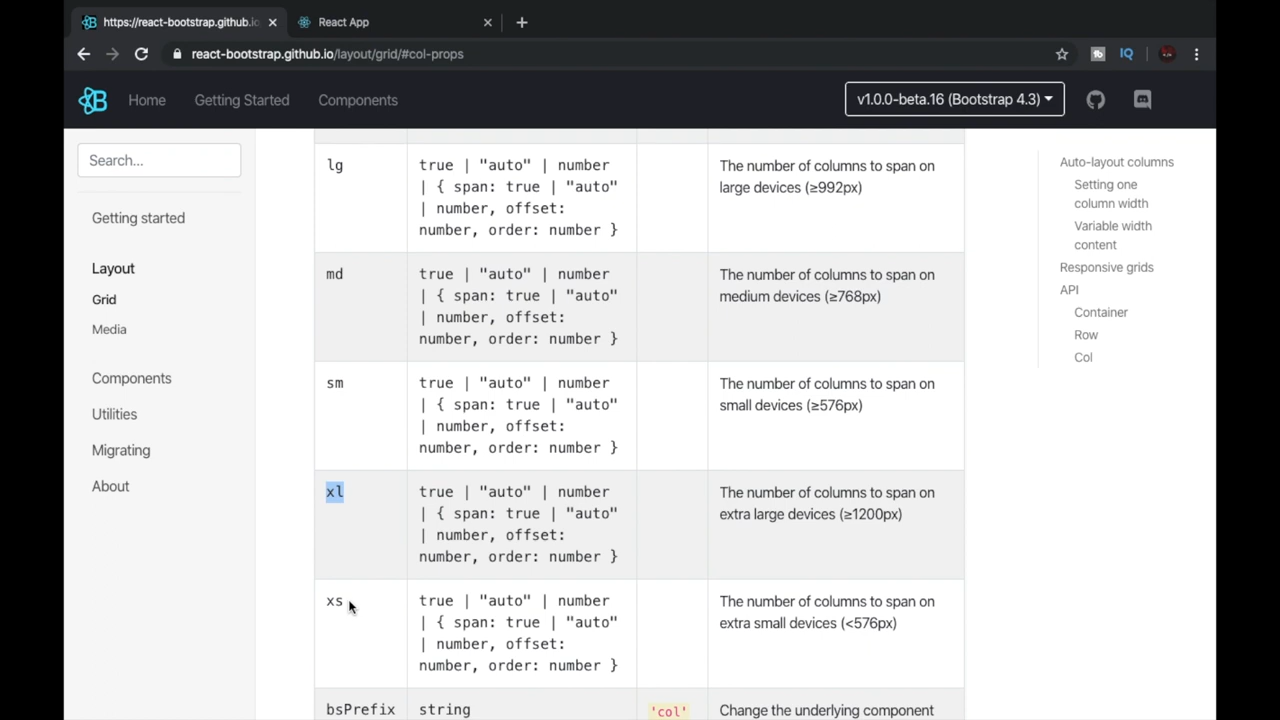 https://react-bootstrap.github.io
React App
react-bootstrap.github.io/layout/grid/#col-props
IQ
B
Home
Getting Started
Components
v1.0.0-beta.16 (Bootstrap 4.3)
Search...
Getting started
Layout
Grid
Media
Components
Utilities
Migrating
About
lg
true | "auto" | number
| { span: true | "auto"
| number, offset:
number, order: number }
The number of columns to span on
large devices (≥992px)
md
true | "auto" | number
| { span: true | "auto"
| number, offset:
number, order: number }
The number of columns to span on
medium devices (≥768px)
sm
true | "auto" | number
| { span: true | "auto"
| number, offset:
number, order: number }
The number of columns to span on
small devices (≥576px)
xl
true | "auto" | number
| { span: true | "auto"
| number, offset:
number, order: number }
The number of columns to span on
extra large devices (≥1200px)
xs
true | "auto" | number
| { span: true | "auto"
| number, offset:
number, order: number }
The number of columns to span on
extra small devices (<576px)
bsPrefix
string
'col'
Change the underlying component
Auto-layout columns
Setting one
column width
Variable width
content
Responsive grids
API
Container
Row
Col